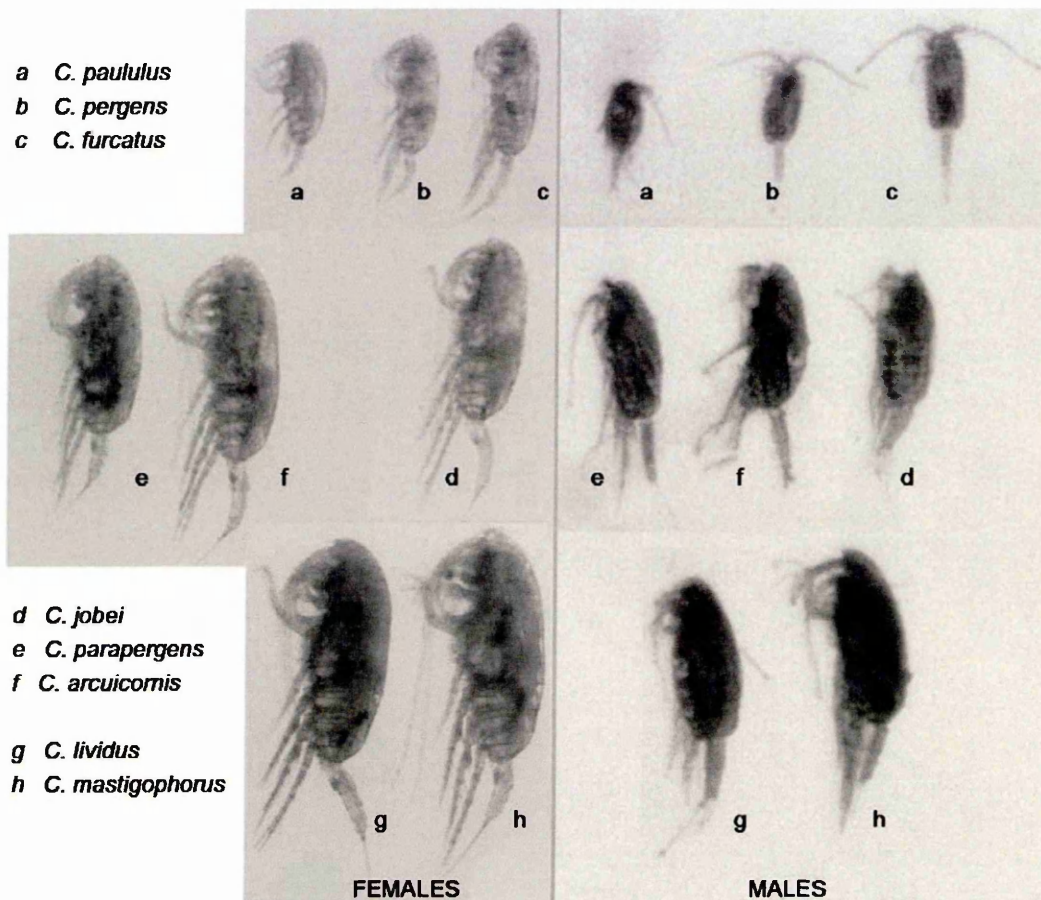 a C. paululus
b C. pergens
c C. furcatus
a b c a b c
e f d e f d
d C. jobei
e C. parapergens
f C. arcuicornis
g C. lividus
h C. mastigophorus
g h g h
FEMALES MALES